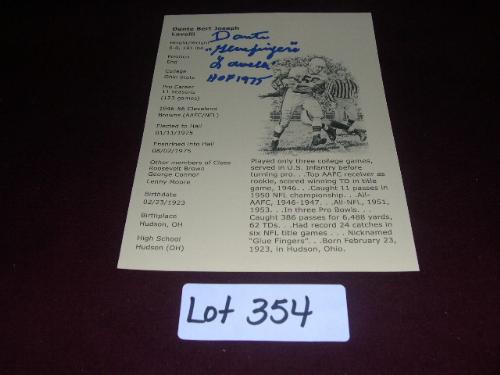 Dante Bert Joseph
Lavelli
Height/Weight
6-0, 191 lbs
Position
End
College
Ohio State
Pro Career
11 seasons
(123 games)
1946-56 Cleveland
Browns (AAFC/NFL)
Elected to Hall
Enshrined Into Hall
08/02/1975
Other members of Class
Roosevelt Brown
George Connor
Lenny Moore
Birthdate
02/23/1923
Birthplace
Hudson, OH
High School
Hudson (OH)
Dante
"Gluefingers"
Lavelli
HOF 1975
Played only three college games,
served in U.S. Infantry before
turning pro. . .Top AAFC receiver as
rookie, scored winning TD in title
game, 1946. . .Caught 11 passes in
1950 NFL championship. . .All-
AAFC, 1946-1947. . .All-NFL, 1951,
1953. . .In three Pro Bowls. . .
Caught 386 passes for 6,488 yards,
62 TDs. . .Had record 24 catches in
six NFL title games . . . Nicknamed
"Glue Fingers". . .Born February 23,
1923, in Hudson, Ohio.
Lot 354